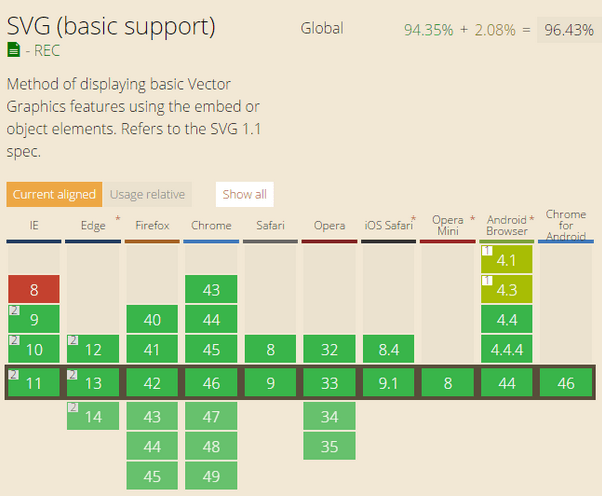 SVG (basic support)
- REC
Global
94.35% + 2.08% = 96.43%
Method of displaying basic Vector
Graphics features using the embed or
object elements. Refers to the SVG 1.1
spec.
Current aligned
Usage relative
Show all
IE
Edge *
Firefox
Chrome
Safari
Opera
iOS Safari *
Opera *
Mini
Android *
Browser
Chrome
for
Android
1 4.1
8 43 1 4.3
2 9 40 44 4.4
2 10 2 12 41 45 8 32 8.4 4.4.4
2 11 2 13 42 46 9 33 9.1 8 44 46
2 14 43 47 34
44 48 35
45 49